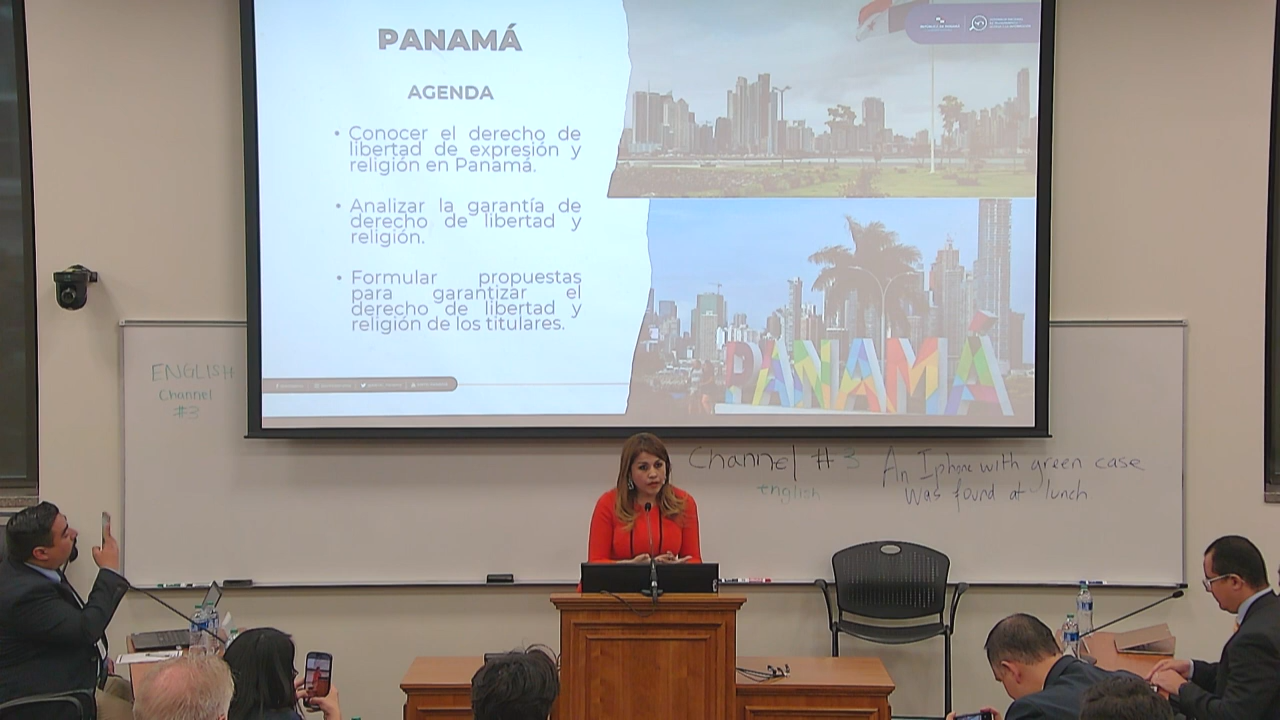 PANAMÁ
AGENDA
• Conocer el derecho de
libertad de expresión y
religión en Panamá.
• Analizar la garantía de
derecho de libertad y
religión.
• Formular propuestas
para garantizar el
derecho de libertad y
religión de los titulares.
PANAMÁ
ENGLISH
Channel
#3
Channel # 3
english
An Iphone with green case
was found at lunch